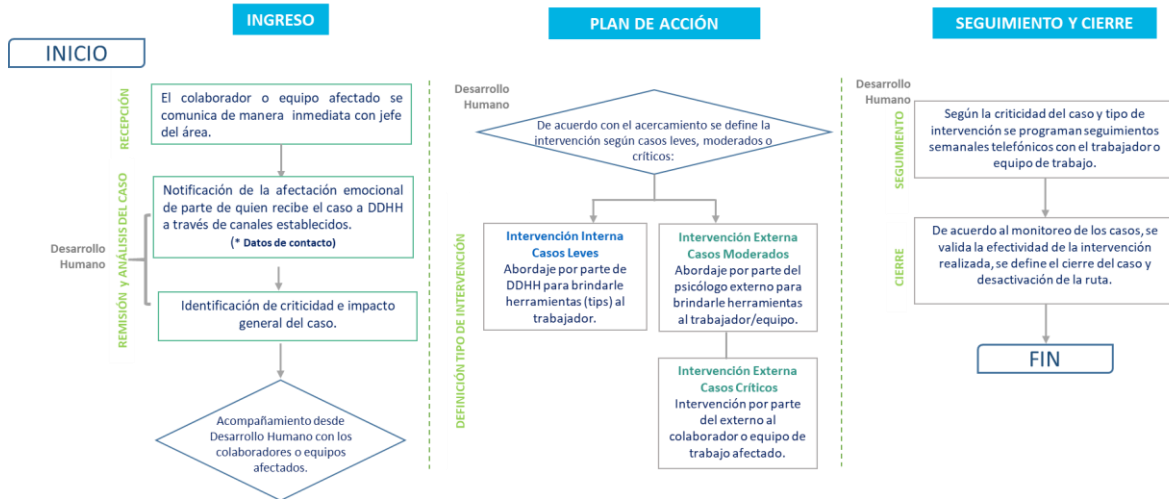 INICIO
INGRESO
RECEPCIÓN
El colaborador o equipo afectado se
comunica de manera inmediata con jefe
del área.
REMISIÓN y ANÁLISIS DEL CASO
Desarrollo
Humano
Notificación de la afectación emocional
de parte de quien recibe el caso a DDHH
a través de canales establecidos.
(* Datos de contacto)
Identificación de criticidad e impacto
general del caso.
Acompañamiento desde
Desarrollo Humano con los
colaboradores o equipos
afectados.
PLAN DE ACCIÓN
Desarrollo
Humano
De acuerdo con el acercamiento se define la
intervención según casos leves, moderados o
críticos:
DEFINICIÓN TIPO DE INTERVENCIÓN
Intervención Interna
Casos Leves
Abordaje por parte de
DDHH para brindarle
herramientas (tips) al
trabajador.
Intervención Externa
Casos Moderados
Abordaje por parte del
psicólogo externo para
brindarle herramientas
al trabajador/equipo.
Intervención Externa
Casos Críticos
Intervención por parte
del externo al
colaborador o equipo de
trabajo afectado.
SEGUIMIENTO Y CIERRE
Desarrollo
Humano
SEGUIMIENTO
Según la criticidad del caso y tipo de
intervención se programan seguimientos
semanales telefónicos con el trabajador o
equipo de trabajo.
CIERRE
De acuerdo al monitoreo de los casos, se
valida la efectividad de la intervención
realizada, se define el cierre del caso y
desactivación de la ruta.
FIN